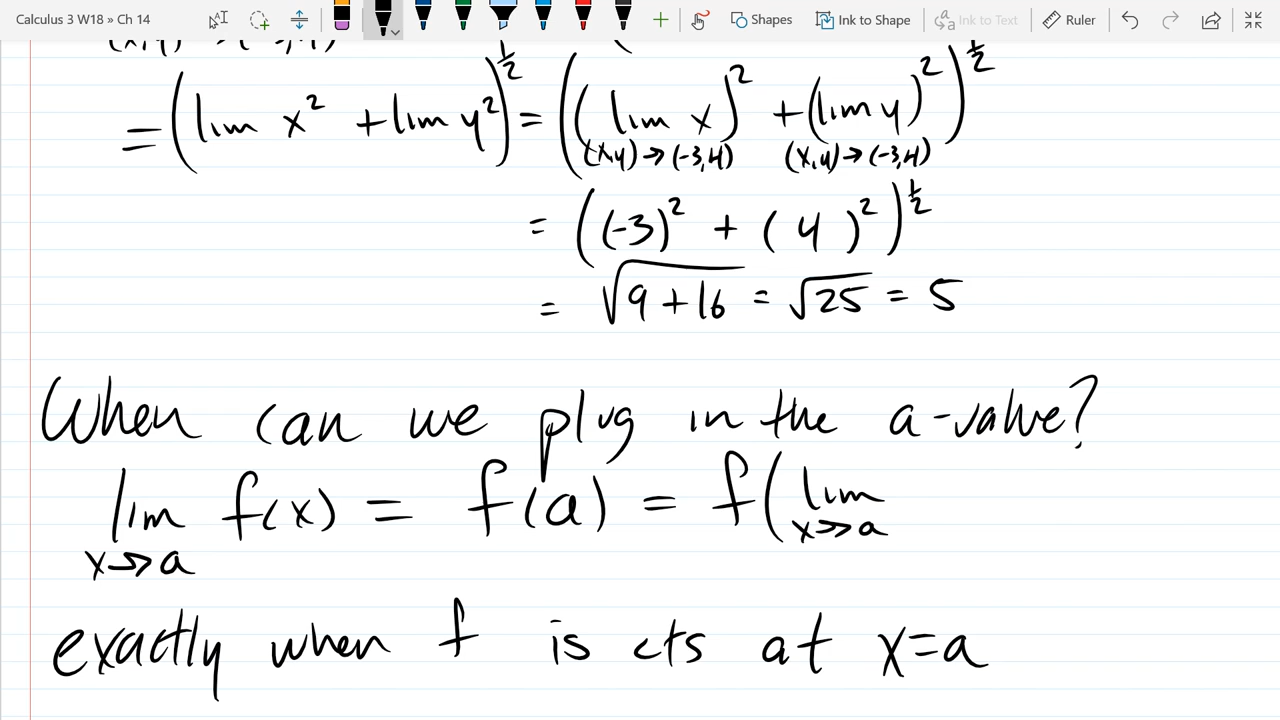 Calculus 3 W18 » Ch 14 Shapes Ink to Shape Ink to Text Ruler
= (lim x² + lim y²)^½ = ((lim x)² + (lim y)²)^½
(x,y)→(-3,4) (x,y)→(-3,4)
= ((-3)² + (4)²)^½
= √9+16 = √25 = 5
When can we plug in the a-value?
lim f(x) = f(a) = f(lim
x→a x→a
exactly when f is cts at x=a